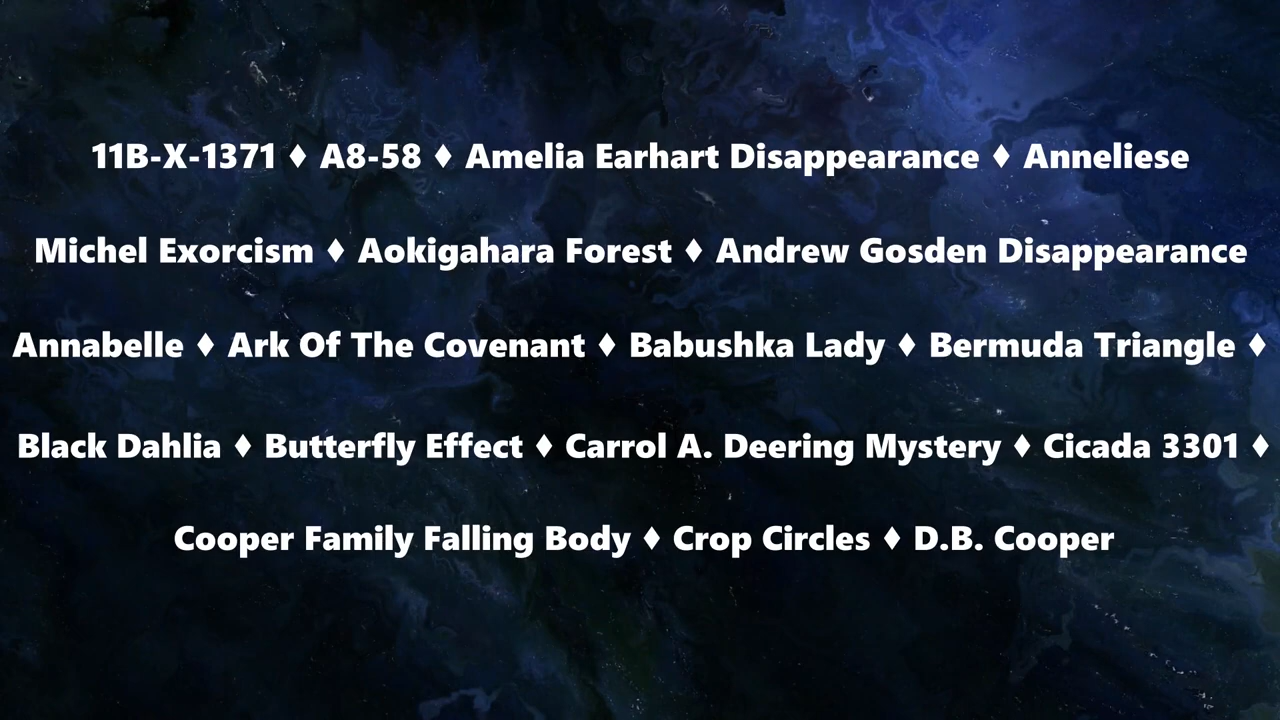 11B-X-1371 ♦ A8-58 ♦ Amelia Earhart Disappearance ♦ Anneliese
Michel Exorcism ♦ Aokigahara Forest ♦ Andrew Gosden Disappearance
Annabelle ♦ Ark Of The Covenant ♦ Babushka Lady ♦ Bermuda Triangle ♦
Black Dahlia ♦ Butterfly Effect ♦ Carrol A. Deering Mystery ♦ Cicada 3301 ♦
Cooper Family Falling Body ♦ Crop Circles ♦ D.B. Cooper